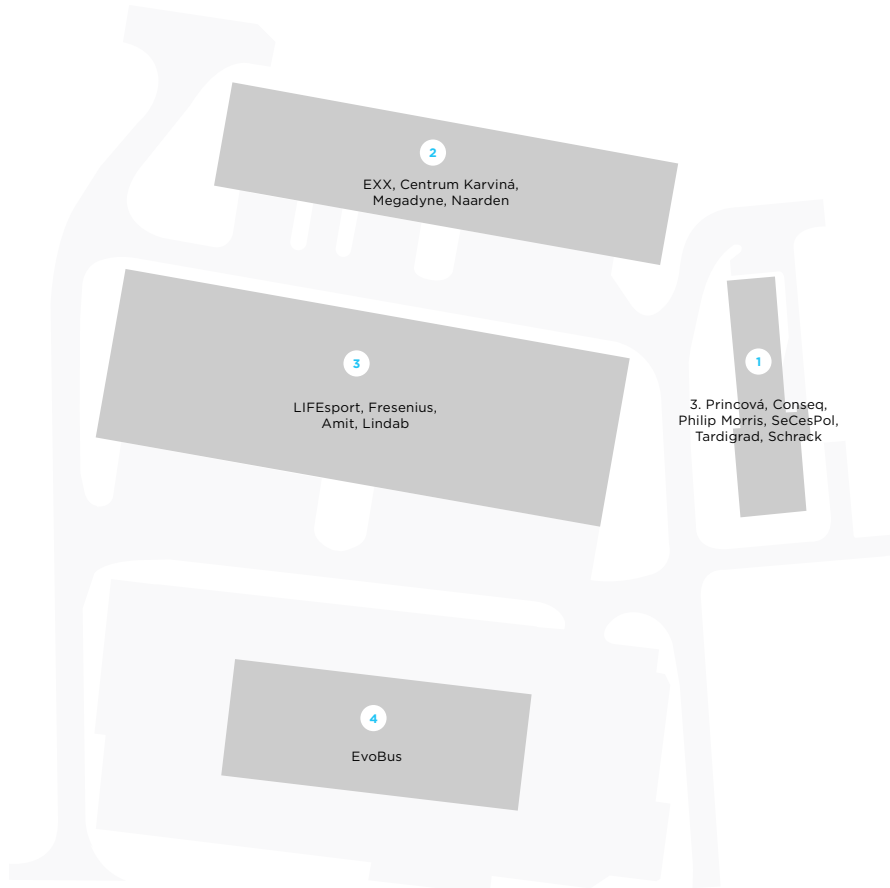 2
EXX, Centrum Karviná,
Megadyne, Naarden
3
LIFEsport, Fresenius,
Amit, Lindab
1
3. Princová, Conseq,
Philip Morris, SeCesPol,
Tardigrad, Schrack
4
EvoBus